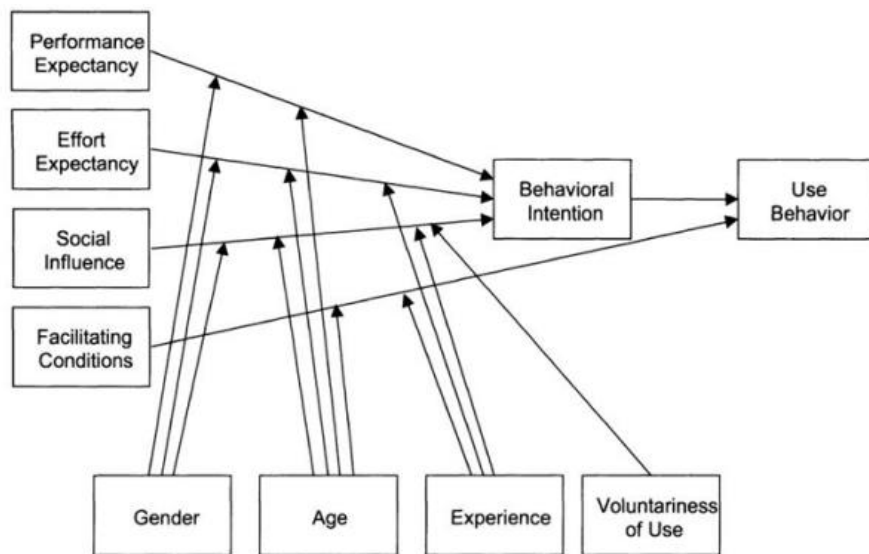 Performance
Expectancy
Effort
Expectancy
Social
Influence
Facilitating
Conditions
Behavioral
Intention
Use
Behavior
Gender
Age
Experience
Voluntariness
of Use